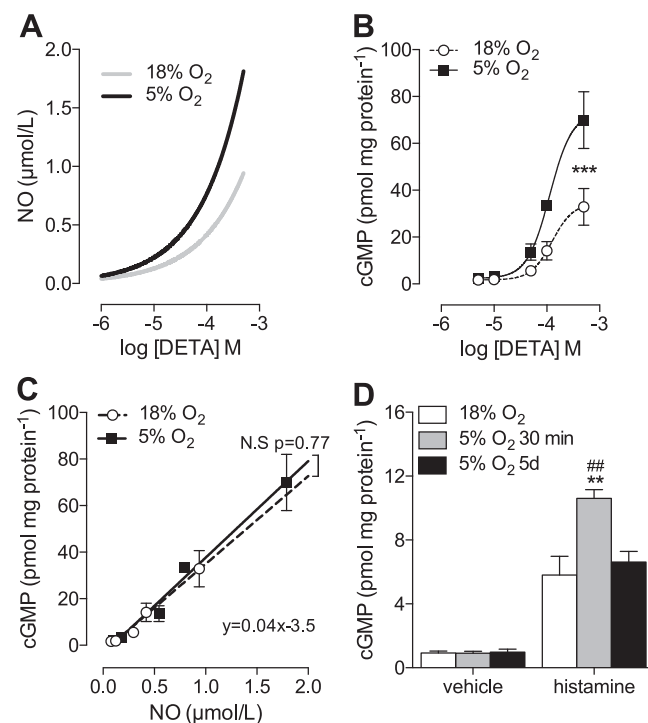 A
18% O₂
5% O₂
NO (μmol/L)
2.0
1.5
1.0
0.5
0.0
-6
-5
-4
-3
log [DETA] M
B
18% O₂
5% O₂
cGMP (pmol mg protein⁻¹)
100
80
60
40
20
0
***
-6
-5
-4
-3
log [DETA] M
C
18% O₂
5% O₂
N.S p=0.77
cGMP (pmol mg protein⁻¹)
100
80
60
40
20
0
y=0.04x-3.5
0.0
0.5
1.0
1.5
2.0
NO (μmol/L)
D
18% O₂
5% O₂ 30 min
5% O₂ 5d
cGMP (pmol mg protein⁻¹)
16
12
8
4
0
##
**
vehicle
histamine